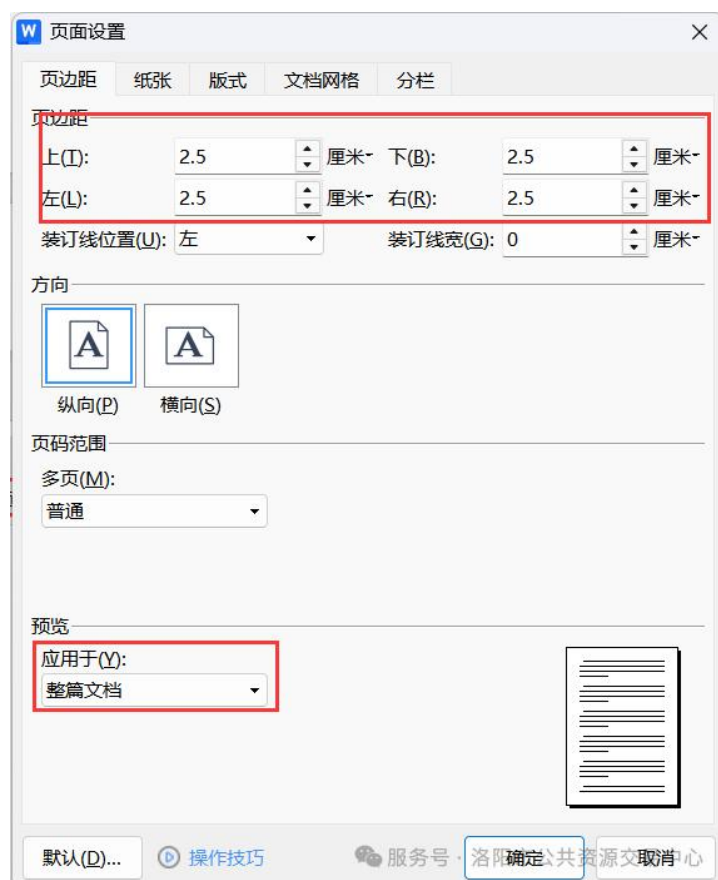 W 页面设置
页边距 纸张 版式 文档网格 分栏
页边距
上(T): 2.5 厘米 下(B): 2.5 厘米
左(L): 2.5 厘米 右(R): 2.5 厘米
装订线位置(U): 左 装订线宽(G): 0 厘米
方向
A A
纵向(P) 横向(S)
页码范围
多页(M):
普通
预览
应用于(Y):
整篇文档
默认(D)... 操作技巧 确定 取消
服务号 · 洛阳 公共资源交 中心